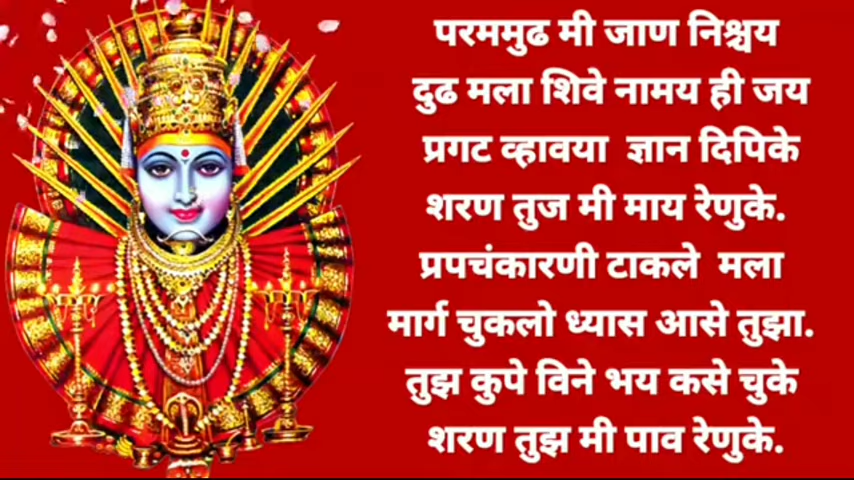 परममुढ मी जाण निश्चय
दुढ मला शिवे नामय ही जय
प्रगट व्हावया ज्ञान दिपिके
शरण तुज मी माय रेणुके.
प्रपचंकारणी टाकले मला
मार्ग चुकलो ध्यास आसे तुझा.
तुझ कुपे विने भय कसे चुके
शरण तुझ मी पाव रेणुके.